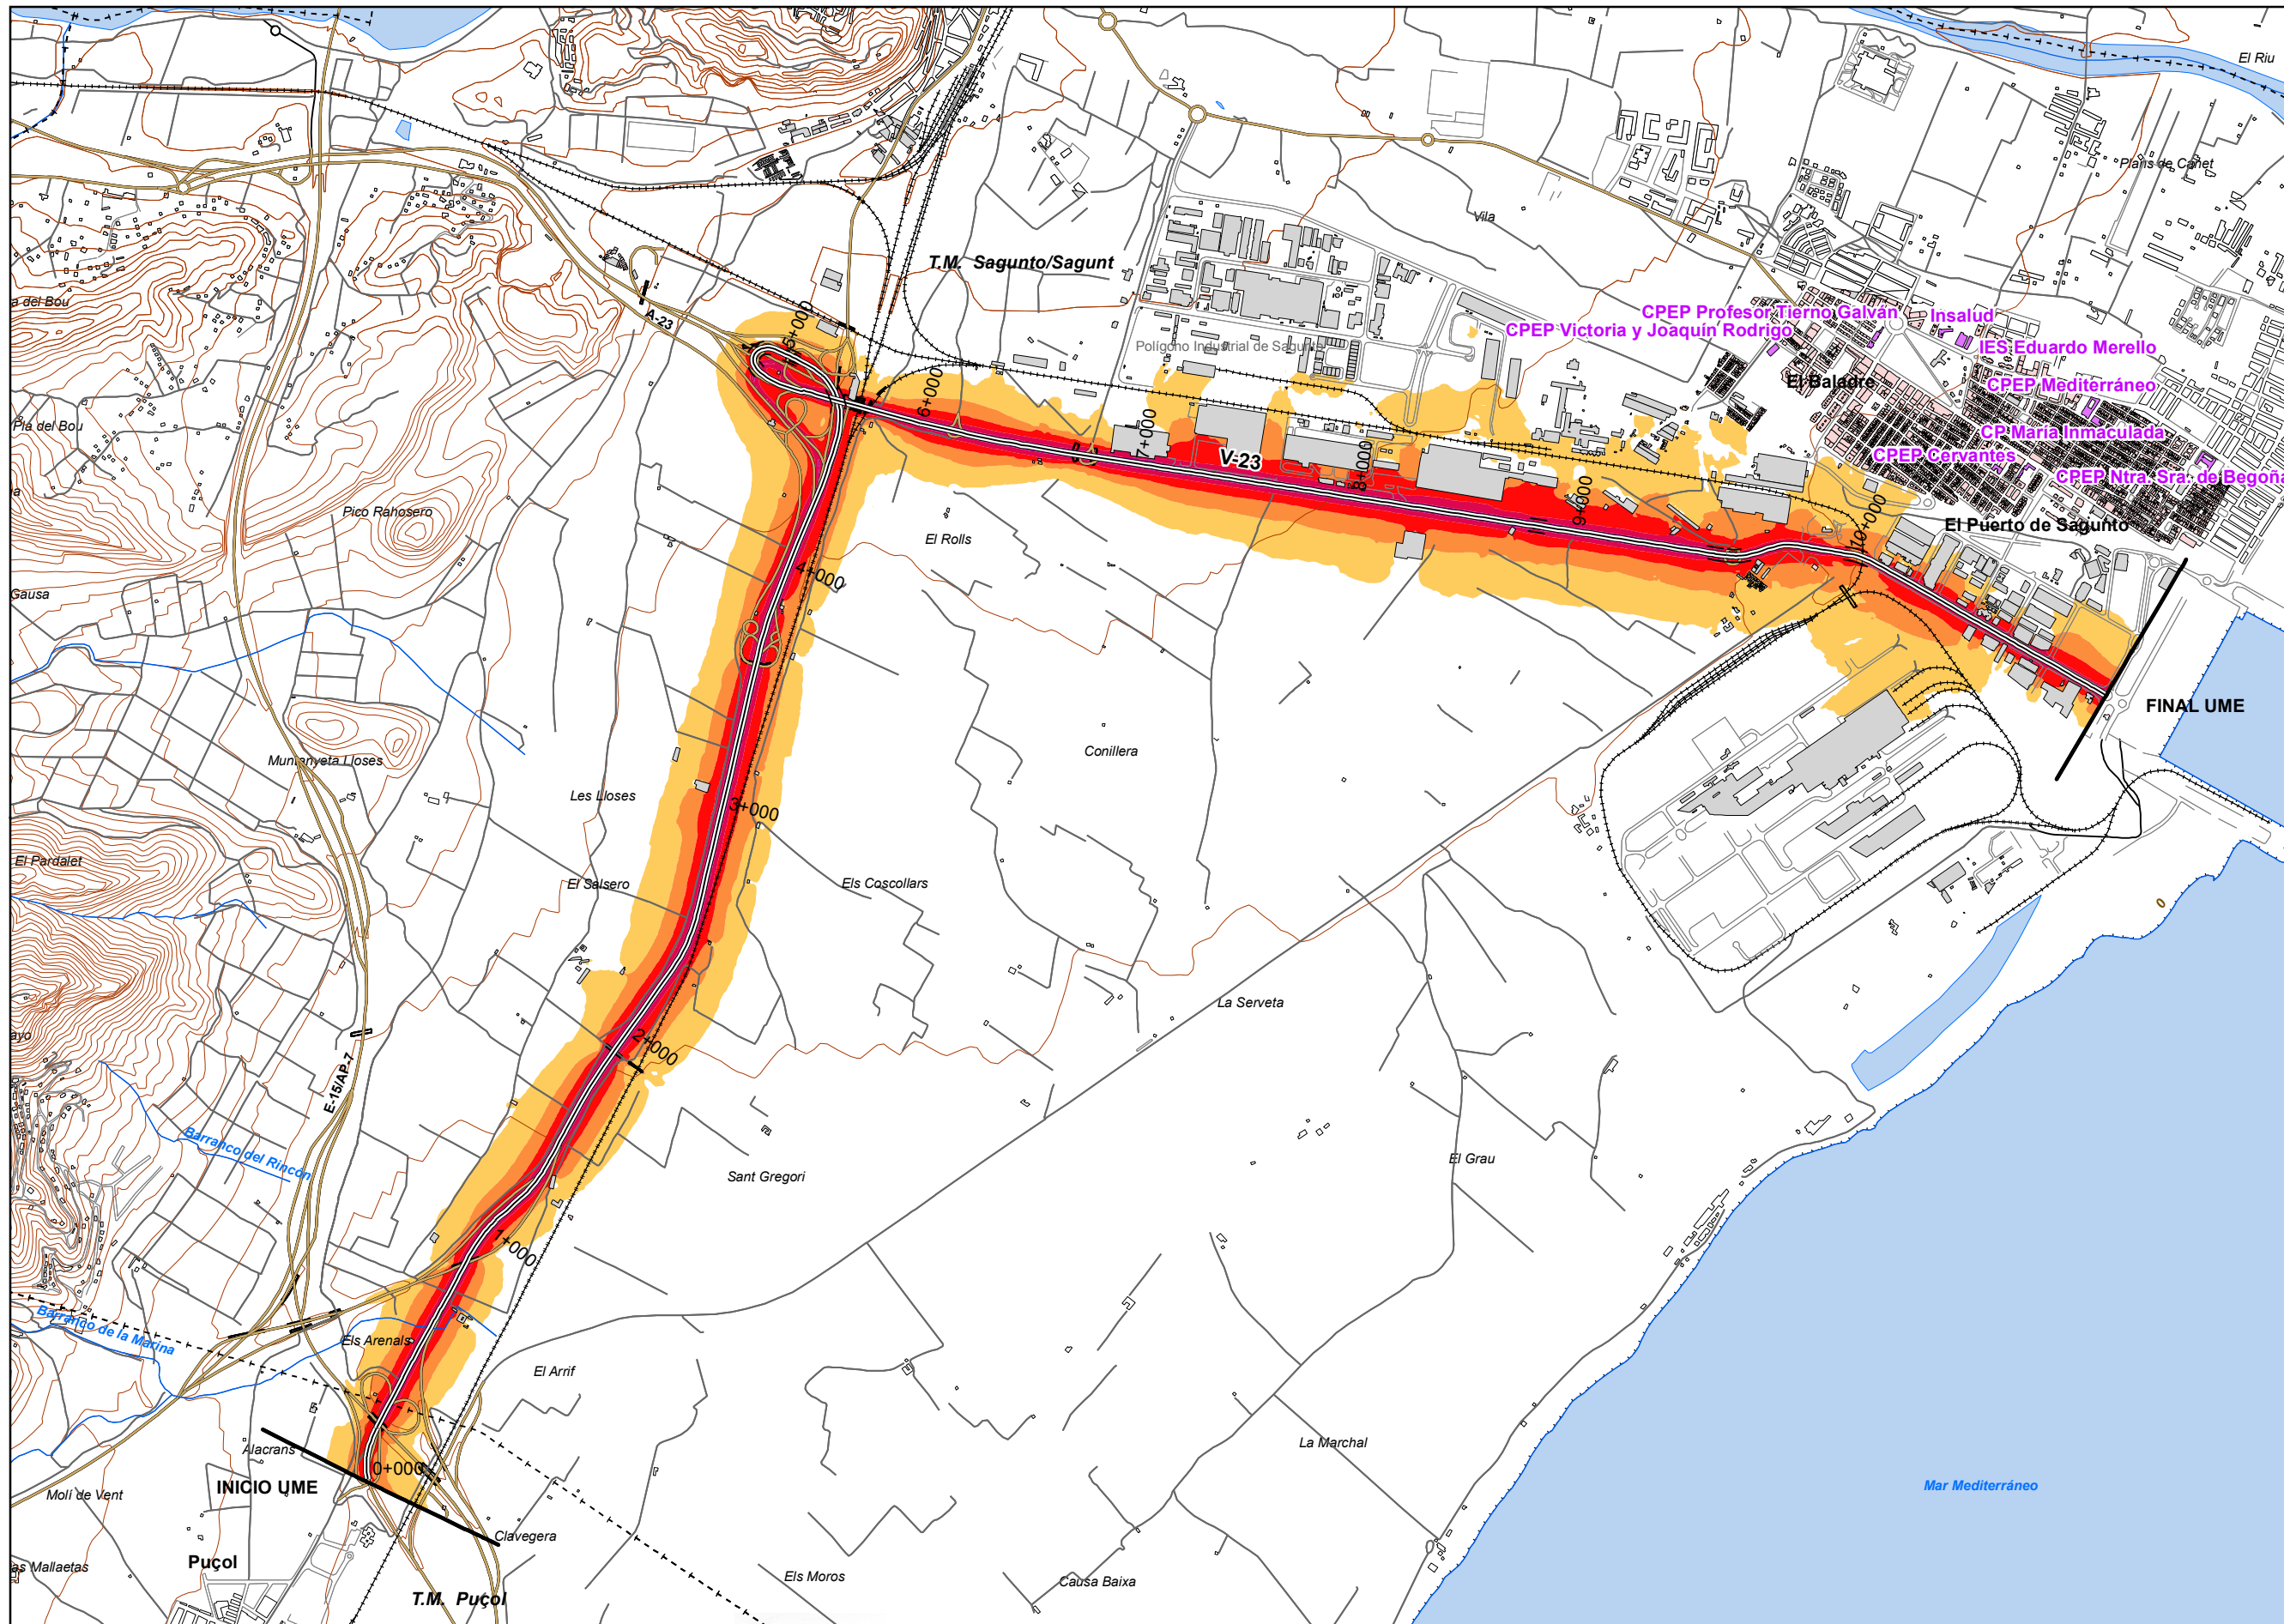 El Riu
Plans de Canet
Vila
T.M. Sagunto/Sagunt
a del Bou
A-23
5+000
CPEP Profesor Tierno Galván
Insalud
CPEP Victoria y Joaquín Rodrigo
Polígono Industrial de Sagunto
IES Eduardo Merello
El Baladre
CPEP Mediterráneo
6+000
Pla del Bou
7+000
CP María Inmaculada
V-23
8+000
CPEP Cervantes
CPEP Ntra. Sra. de Begoña
9+000
Pico Rahosero
10+000
El Puerto de Sagunto
El Rolls
4+000
Gausa
FINAL UME
Conillera
Muntanyeta Lloses
Les Lloses
3+000
El Pardalet
El Salsero
Els Coscollars
0
La Serveta
ayo
2+000
E-15/AP-7
Barranco del Rincón
Sant Gregori
El Grau
1+000
Barranco de la Marina
Els Arenals
El Arrif
Alacrans
La Marchal
0+000
INICIO UME
Mar Mediterráneo
Molí de Vent
Clavegera
Puçol
as Mallaetas
Els Moros
Causa Baixa
T.M. Puçol